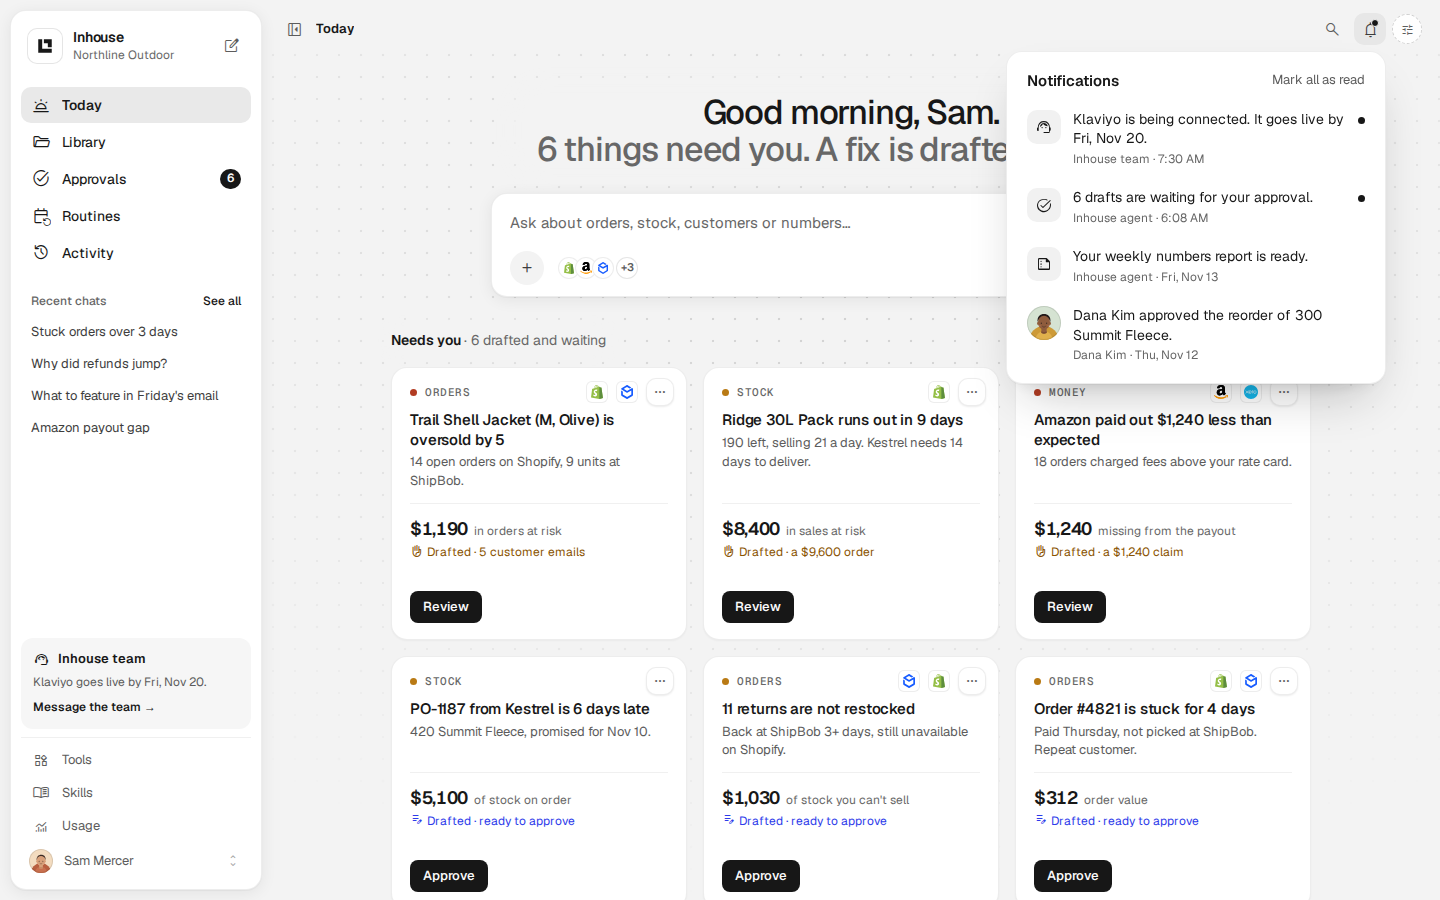 Inhouse
Northline Outdoor
Today
Library
Approvals
6
Routines
Activity
Recent chats
See all
Stuck orders over 3 days
Why did refunds jump?
What to feature in Friday's email
Amazon payout gap
Inhouse team
Klaviyo goes live by Fri, Nov 20.
Message the team →
Tools
Skills
Usage
Sam Mercer
Today
Good morning, Sam.
6 things need you. A fix is drafte
Ask about orders, stock, customers or numbers...
+3
Notifications
Mark all as read
Klaviyo is being connected. It goes live by
Fri, Nov 20.
Inhouse team · 7:30 AM
6 drafts are waiting for your approval.
Inhouse agent · 6:08 AM
Your weekly numbers report is ready.
Inhouse agent · Fri, Nov 13
Dana Kim approved the reorder of 300
Summit Fleece.
Dana Kim · Thu, Nov 12
Needs you · 6 drafted and waiting
ORDERS
Trail Shell Jacket (M, Olive) is
oversold by 5
14 open orders on Shopify, 9 units at
ShipBob.
$1,190 in orders at risk
Drafted · 5 customer emails
Review
STOCK
Ridge 30L Pack runs out in 9 days
190 left, selling 21 a day. Kestrel needs 14
days to deliver.
$8,400 in sales at risk
Drafted · a $9,600 order
Review
MONEY
Amazon paid out $1,240 less than
expected
18 orders charged fees above your rate card.
$1,240 missing from the payout
Drafted · a $1,240 claim
Review
STOCK
PO-1187 from Kestrel is 6 days late
420 Summit Fleece, promised for Nov 10.
$5,100 of stock on order
Drafted · ready to approve
Approve
ORDERS
11 returns are not restocked
Back at ShipBob 3+ days, still unavailable
on Shopify.
$1,030 of stock you can't sell
Drafted · ready to approve
Approve
ORDERS
Order #4821 is stuck for 4 days
Paid Thursday, not picked at ShipBob.
Repeat customer.
$312 order value
Drafted · ready to approve
Approve